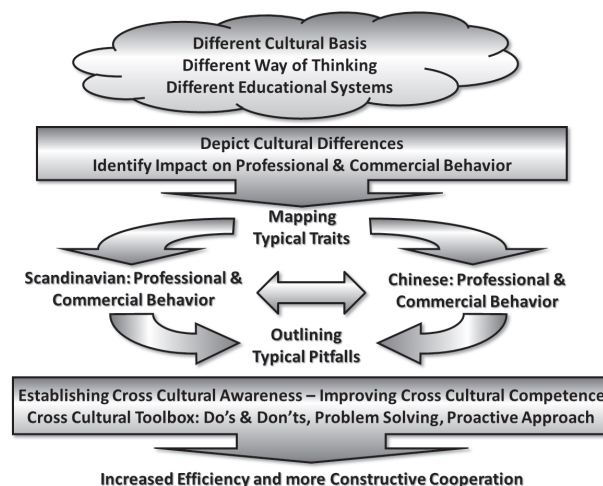 Different Cultural Basis
Different Way of Thinking
Different Educational Systems
Depict Cultural Differences
Identify Impact on Professional & Commercial Behavior
Mapping
Typical Traits
Scandinavian: Professional &
Commercial Behavior
Chinese: Professional &
Commercial Behavior
Outlining
Typical Pitfalls
Establishing Cross Cultural Awareness – Improving Cross Cultural Competence
Cross Cultural Toolbox: Do's & Don'ts, Problem Solving, Proactive Approach
Increased Efficiency and more Constructive Cooperation